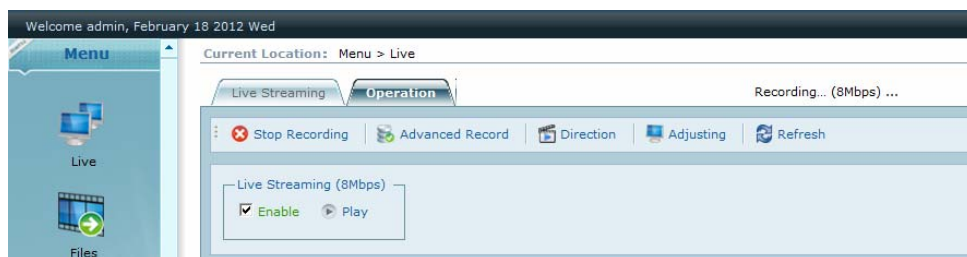 Welcome admin, February 18 2012 Wed
Menu
Current Location: Menu > Live
Live Streaming Operation Recording... (8Mbps) ...
Stop Recording Advanced Record Direction Adjusting Refresh
Live
Live Streaming (8Mbps)
Enable Play
Files